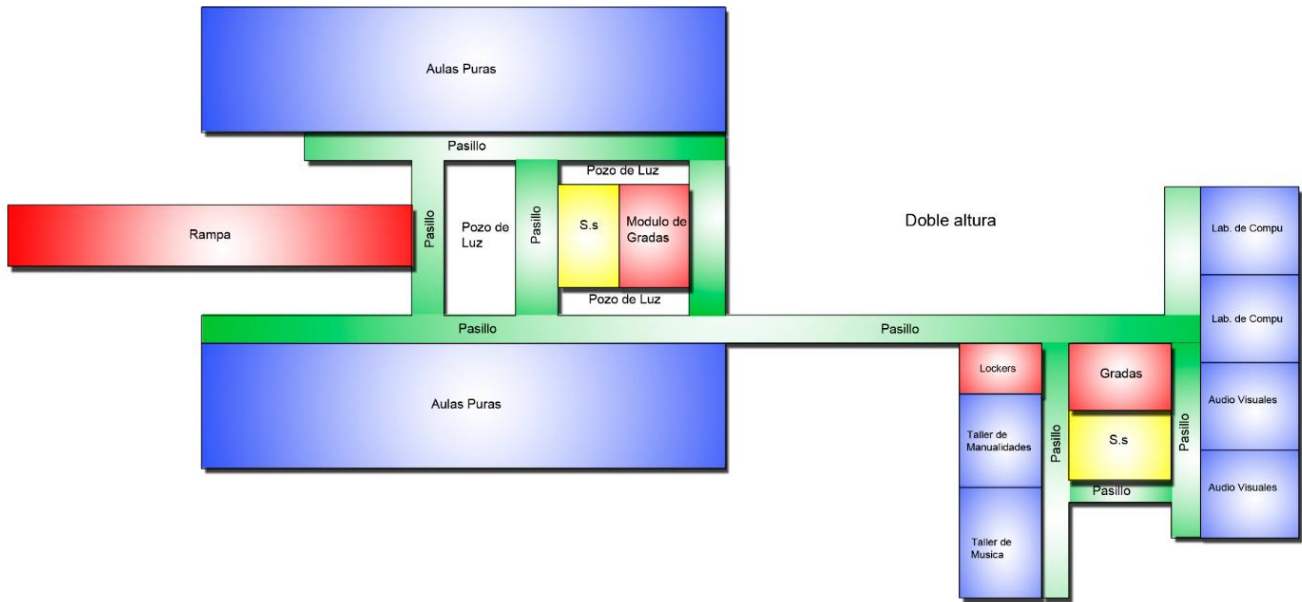 Aulas Puras
Pasillo
Pozo de Luz
Rampa
Pasillo
Pozo de
Luz
Pasillo
S.s
Modulo de
Gradas
Pozo de Luz
Doble altura
Lab. de Compu
Lab. de Compu
Pasillo
Pasillo
Aulas Puras
Lockers
Pasillo
Gradas
Pasillo
Audio Visuales
Taller de
Manualidades
S.s
Pasillo
Audio Visuales
Taller de
Musica